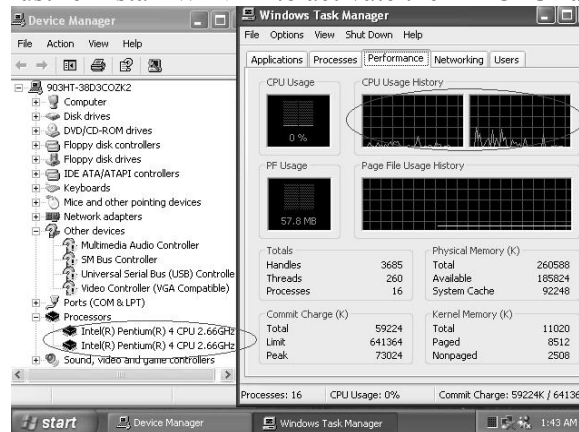 Device Manager
File Action View Help
903HT-38D3COZK2
Computer
Disk drives
DVD/CD-ROM drives
Floppy disk controllers
Floppy disk drives
IDE ATA/ATAPI controllers
Keyboards
Mice and other pointing devices
Network adapters
Other devices
Multimedia Audio Controller
SM Bus Controller
Universal Serial Bus (USB) Controlle
Video Controller (VGA Compatible)
Ports (COM & LPT)
Processors
Intel(R) Pentium(R) 4 CPU 2.66GHz
Intel(R) Pentium(R) 4 CPU 2.66GHz
Sound, video and game controllers
Windows Task Manager
File Options View Shut Down Help
Applications Processes Performance Networking Users
CPU Usage
CPU Usage History
0 %
PF Usage
Page File Usage History
57.8 MB
Totals
Handles 3685
Threads 260
Processes 16
Physical Memory (K)
Total 260588
Available 185824
System Cache 92248
Commit Charge (K)
Total 59224
Limit 641364
Peak 73024
Kernel Memory (K)
Total 11020
Paged 8512
Nonpaged 2508
Processes: 16 CPU Usage: 0% Commit Charge: 59224K / 64136
start Device Manager Windows Task Manager 1:43 AM